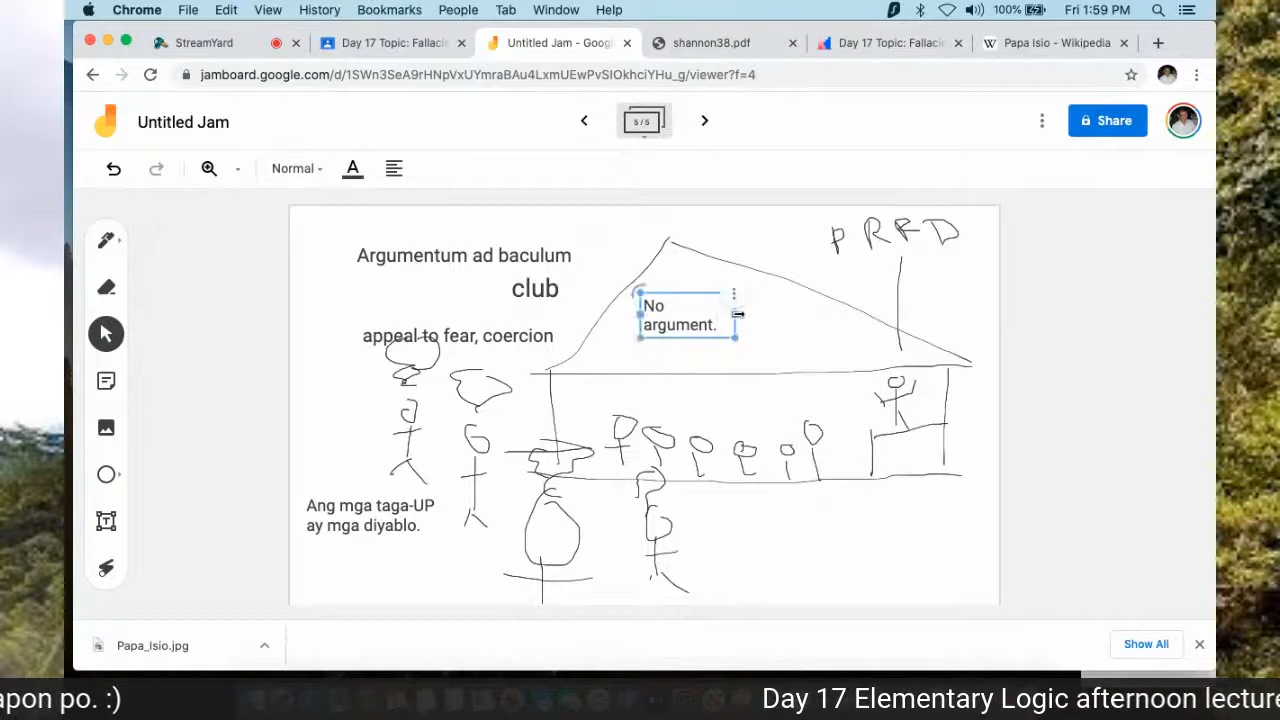 Chrome File Edit View History Bookmarks People Tab Window Help 100% Fri 1:59 PM
StreamYard Day 17 Topic: Fallacie Untitled Jam - Goog shannon38.pdf Day 17 Topic: Fallacie Papa Isio - Wikipedia
jamboard.google.com/d/1SWn3SeA9rHNpVxUYmraBAu4LxmUEwPvSIOkhciYHu_g/viewer?f=4
Untitled Jam 5 / 5 Share
Normal A
PRRD
Argumentum ad baculum
club
No
argument.
appeal to fear, coercion
Ang mga taga-UP
ay mga diyablo.
Papa_Isio.jpg Show All
apon po. :) Day 17 Elementary Logic afternoon lecture